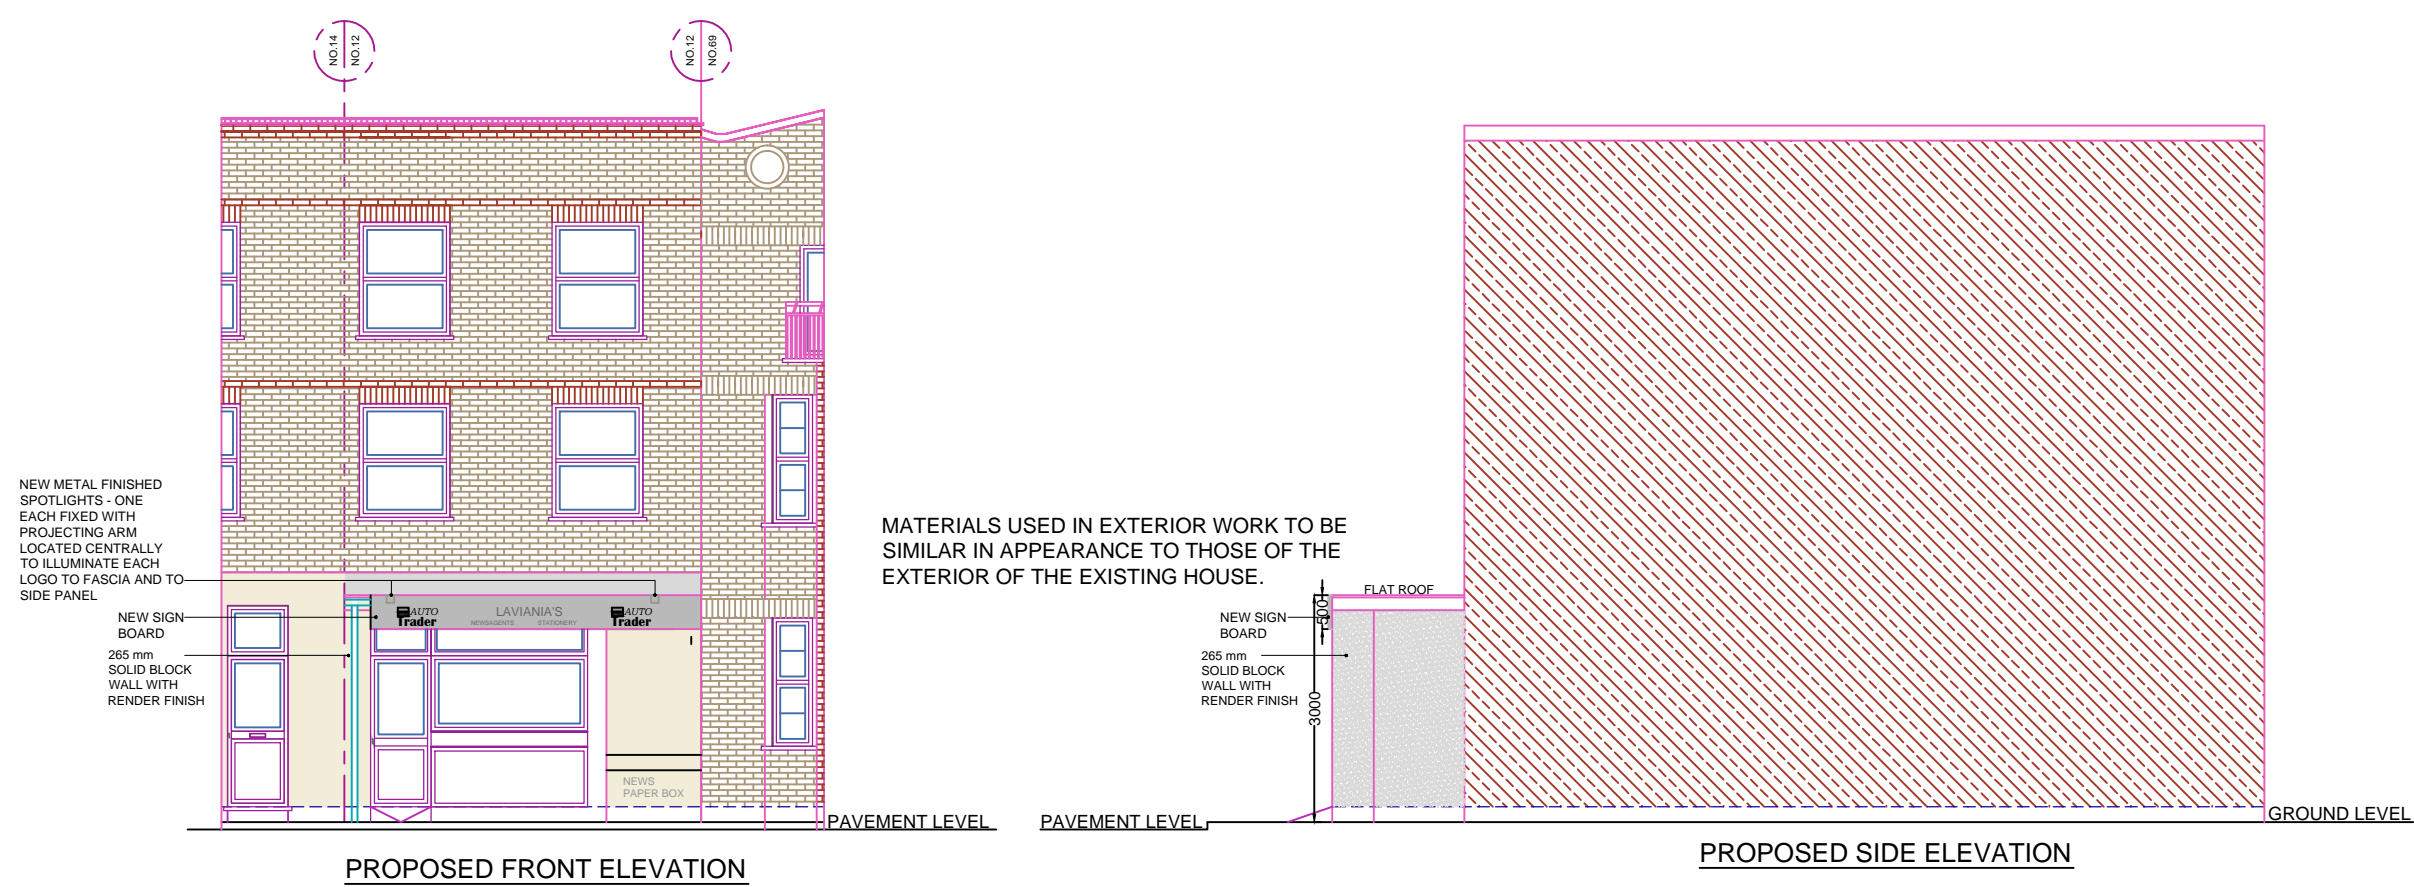 NO.14
NO.12
NO.12
NO.69
NEW METAL FINISHED
SPOTLIGHTS - ONE
EACH FIXED WITH
PROJECTING ARM
LOCATED CENTRALLY
TO ILLUMINATE EACH
LOGO TO FASCIA AND TO
SIDE PANEL
NEW SIGN
BOARD
265 mm
SOLID BLOCK
WALL WITH
RENDER FINISH
AUTO
Trader
LAVIANIA'S
NEWSAGENTS STATIONERY
AUTO
Trader
NEWS
PAPER BOX
PAVEMENT LEVEL
PROPOSED FRONT ELEVATION
MATERIALS USED IN EXTERIOR WORK TO BE
SIMILAR IN APPEARANCE TO THOSE OF THE
EXTERIOR OF THE EXISTING HOUSE.
FLAT ROOF
500
NEW SIGN
BOARD
265 mm
SOLID BLOCK
WALL WITH
RENDER FINISH
3000
PAVEMENT LEVEL
GROUND LEVEL
PROPOSED SIDE ELEVATION